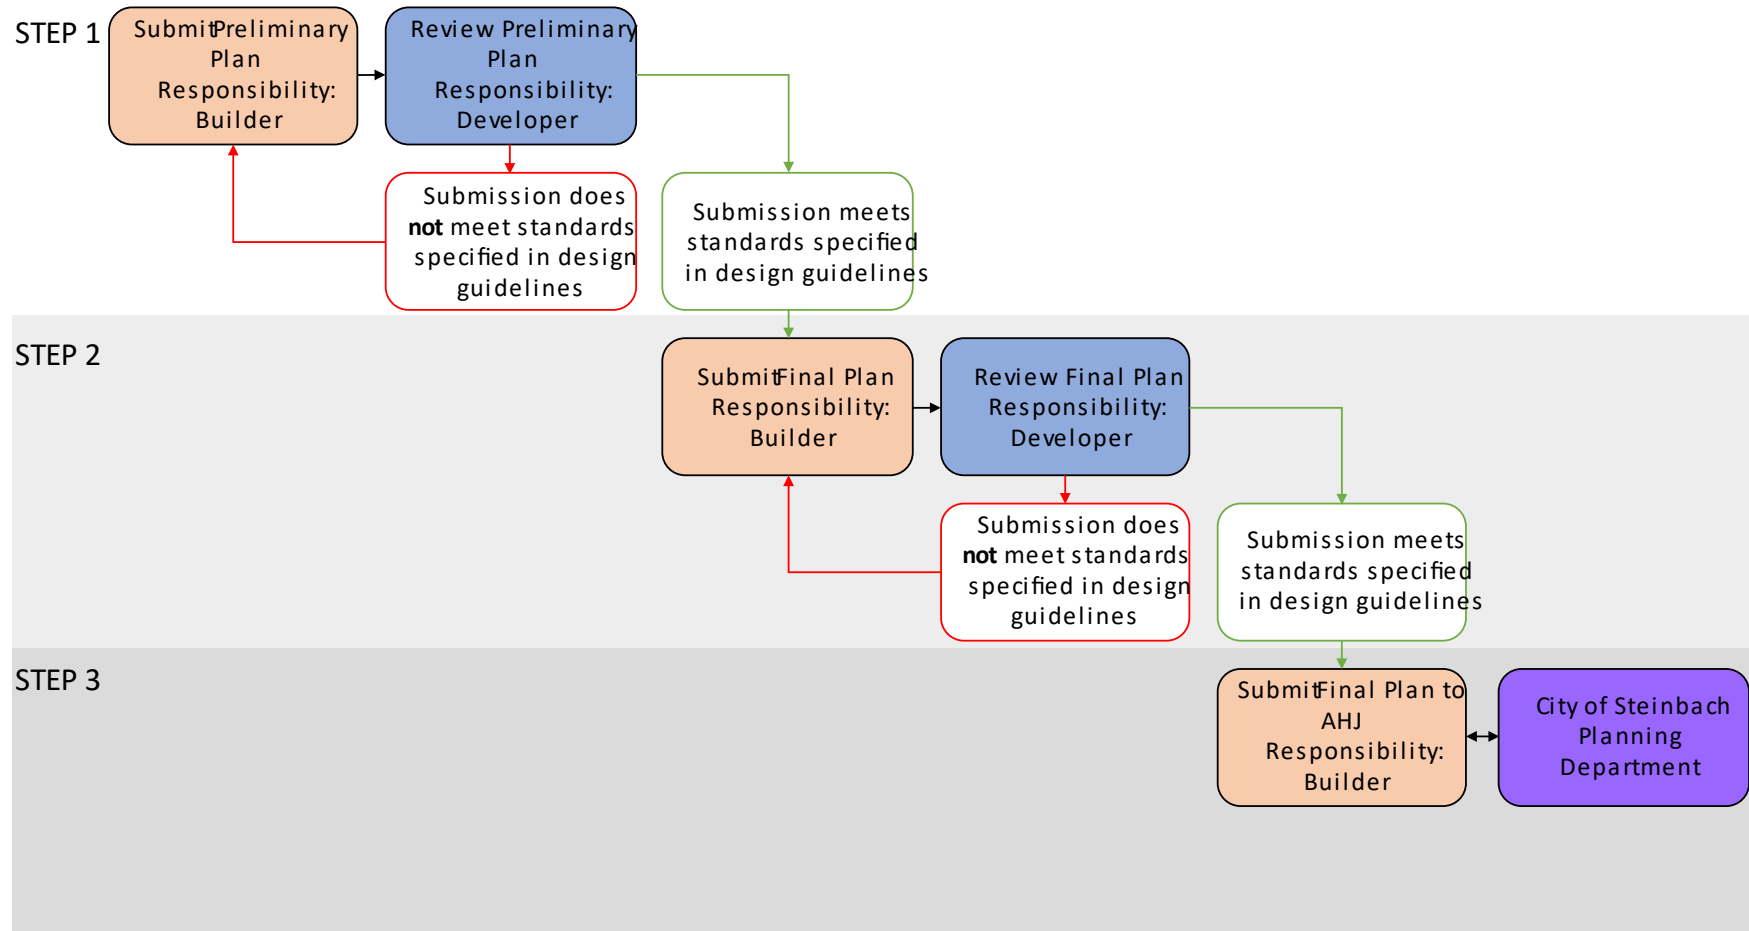 STEP 1
Submit Preliminary
Plan
Responsibility:
Builder
Review Preliminary
Plan
Responsibility:
Developer
Submission does
not meet standards
specified in design
guidelines
Submission meets
standards specified
in design guidelines
STEP 2
Submit Final Plan
Responsibility:
Builder
Review Final Plan
Responsibility:
Developer
Submission does
not meet standards
specified in design
guidelines
Submission meets
standards specified
in design guidelines
STEP 3
Submit Final Plan to
AHJ
Responsibility:
Builder
City of Steinbach
Planning
Department